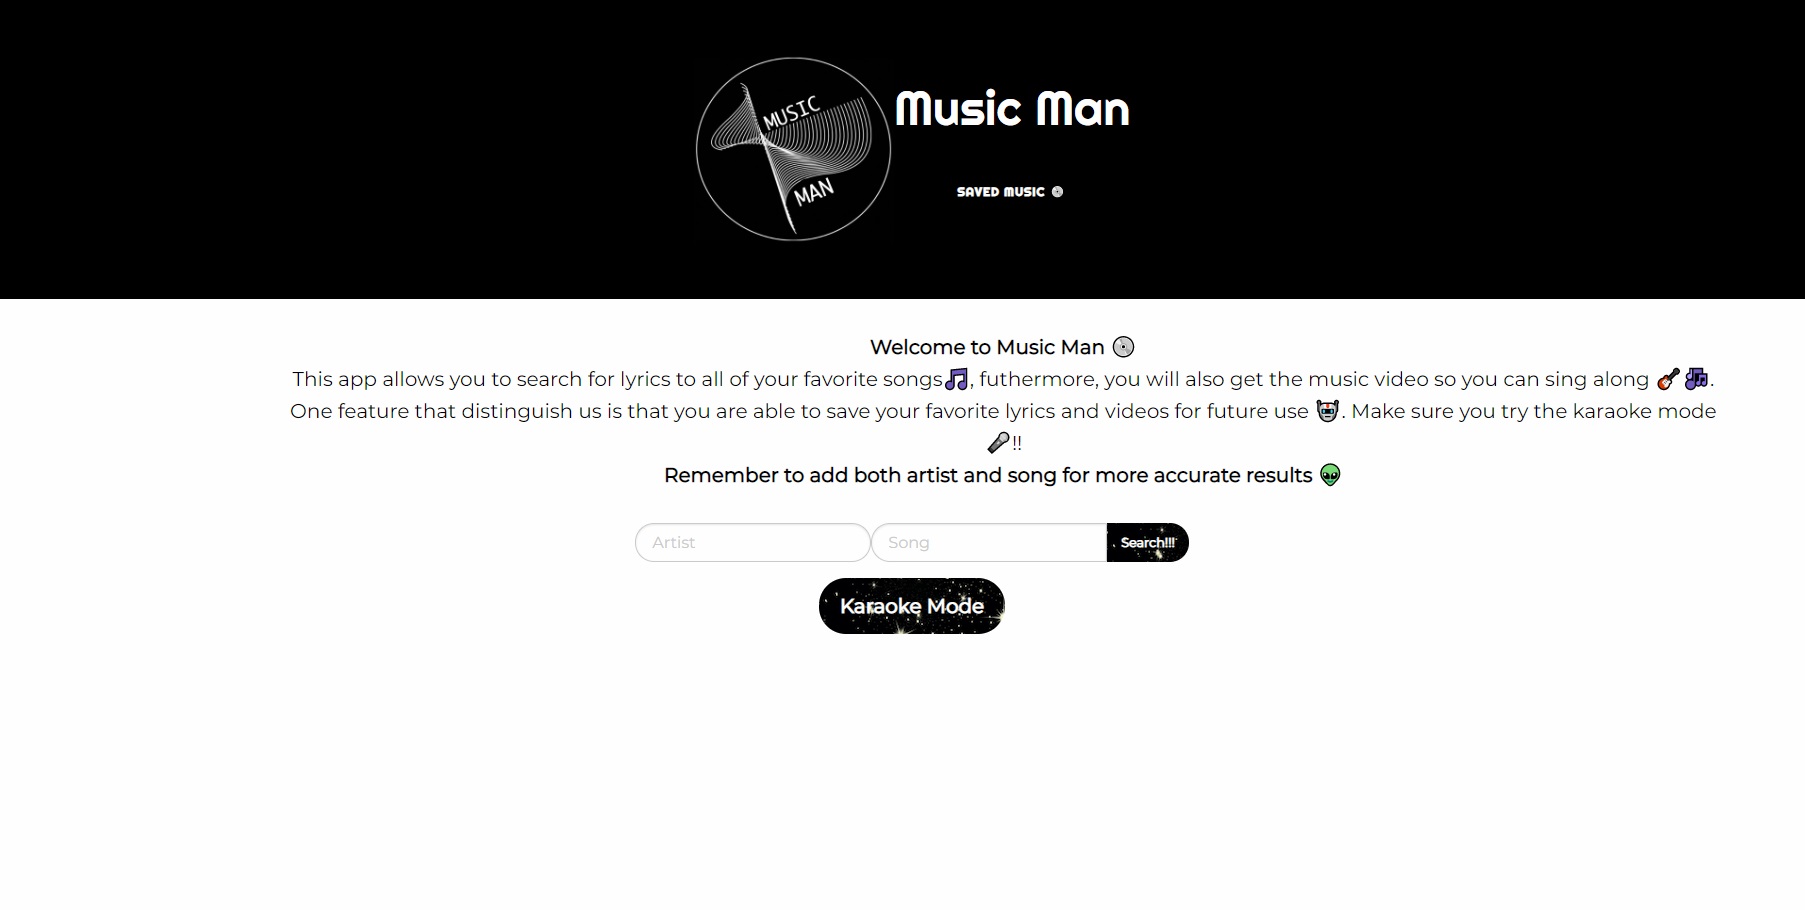 MUSIC
MAN
Music Man
SAVED MUSIC 💿
Welcome to Music Man 💿
This app allows you to search for lyrics to all of your favorite songs🎵, futhermore, you will also get the music video so you can sing along 🎸🎶.
One feature that distinguish us is that you are able to save your favorite lyrics and videos for future use 🤖. Make sure you try the karaoke mode
🎤!!
Remember to add both artist and song for more accurate results 👽
Artist
Song
Search!!!
Karaoke Mode